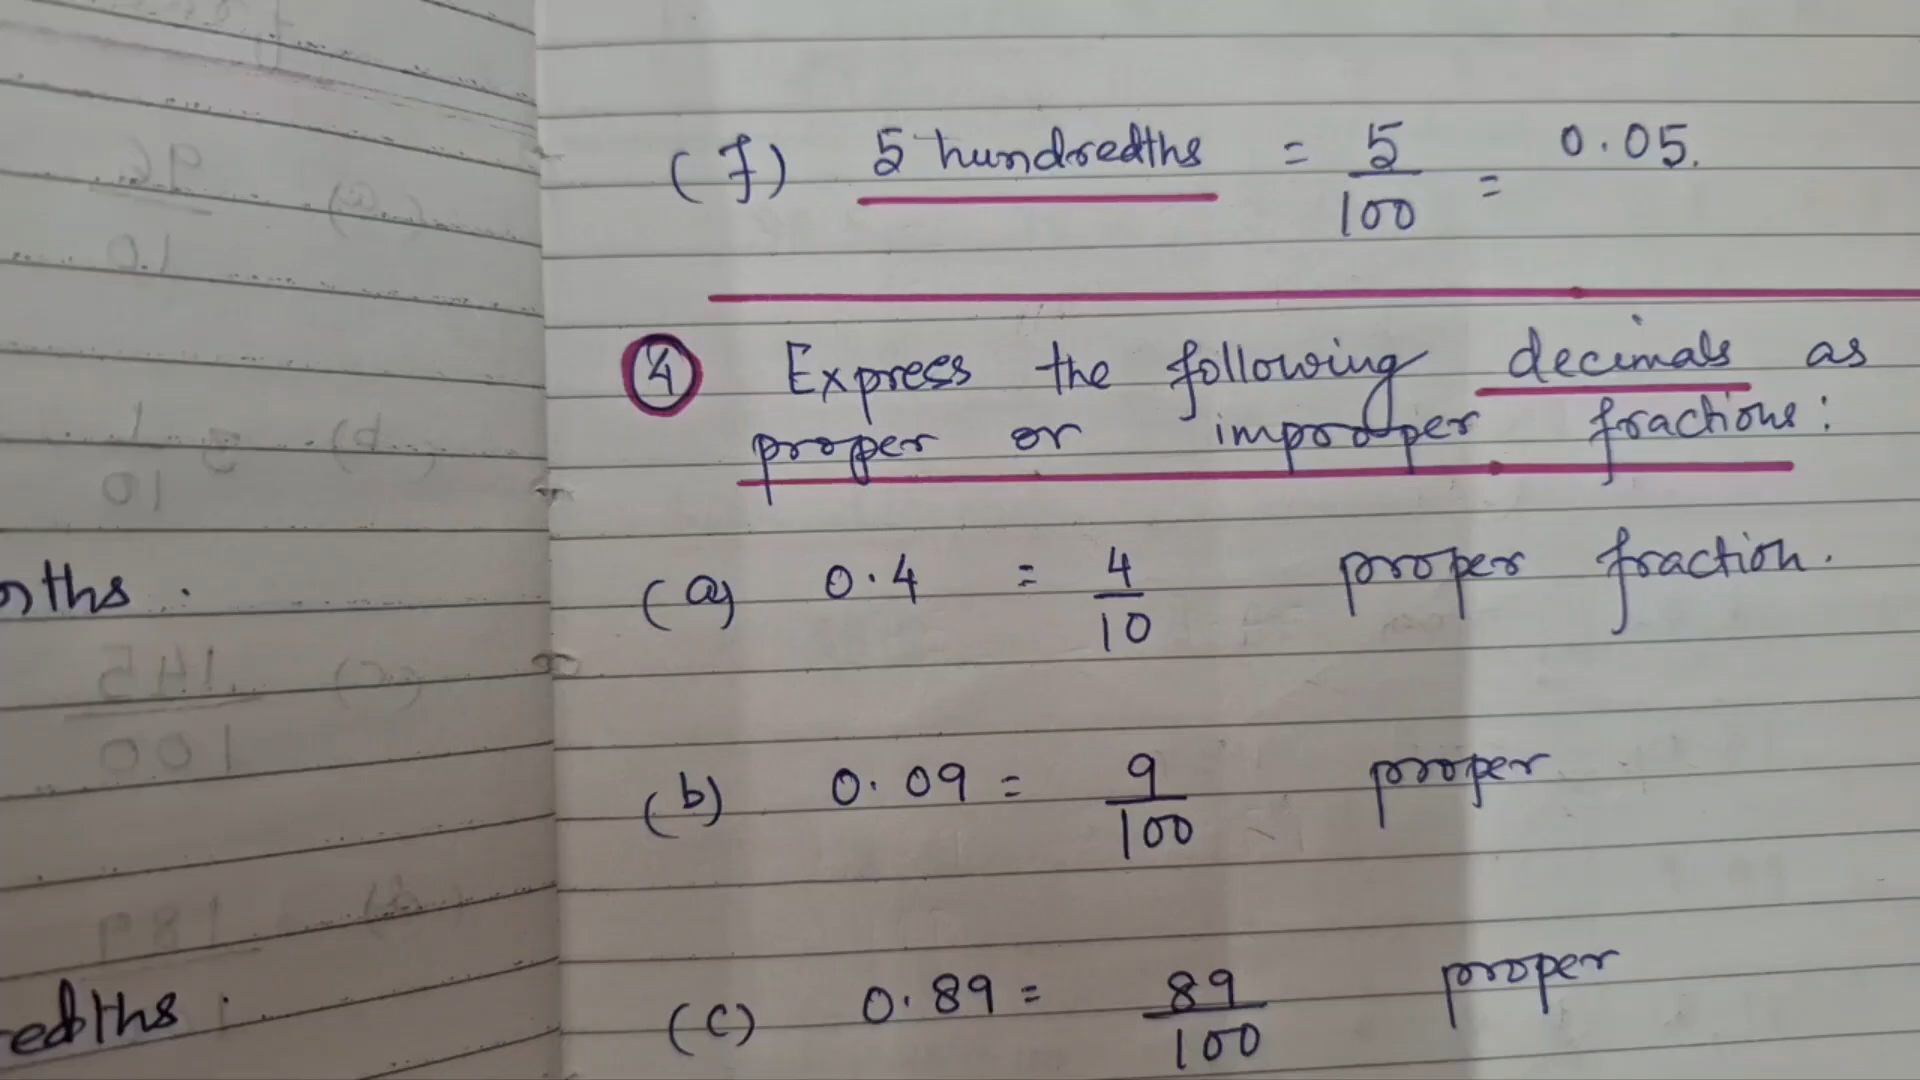 (f) 5 hundredths = 5/100 = 0.05.
4 Express the following decimals as
proper or improper fractions:
(a) 0.4 = 4/10 proper fraction.
(b) 0.09 = 9/100 proper
(c) 0.89 = 89/100 proper